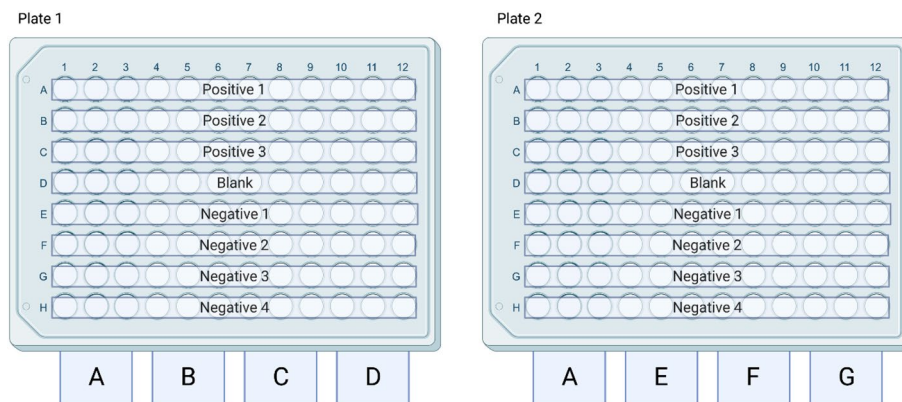 Plate 1
1 2 3 4 5 6 7 8 9 10 11 12
A Positive 1
B Positive 2
C Positive 3
D Blank
E Negative 1
F Negative 2
G Negative 3
H Negative 4
A B C D
Plate 2
1 2 3 4 5 6 7 8 9 10 11 12
A Positive 1
B Positive 2
C Positive 3
D Blank
E Negative 1
F Negative 2
G Negative 3
H Negative 4
A E F G